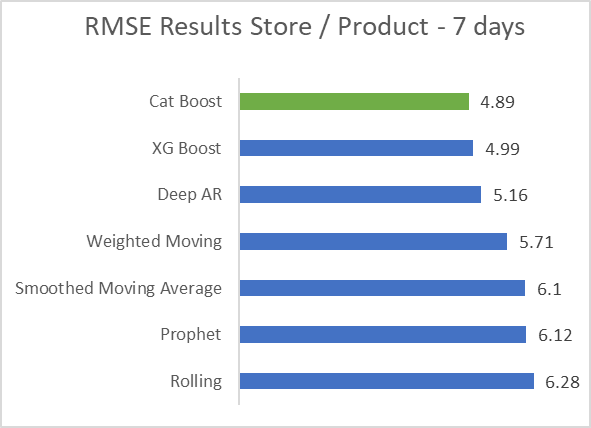 RMSE Results Store / Product - 7 days
Cat Boost 4.89
XG Boost 4.99
Deep AR 5.16
Weighted Moving 5.71
Smoothed Moving Average 6.1
Prophet 6.12
Rolling 6.28